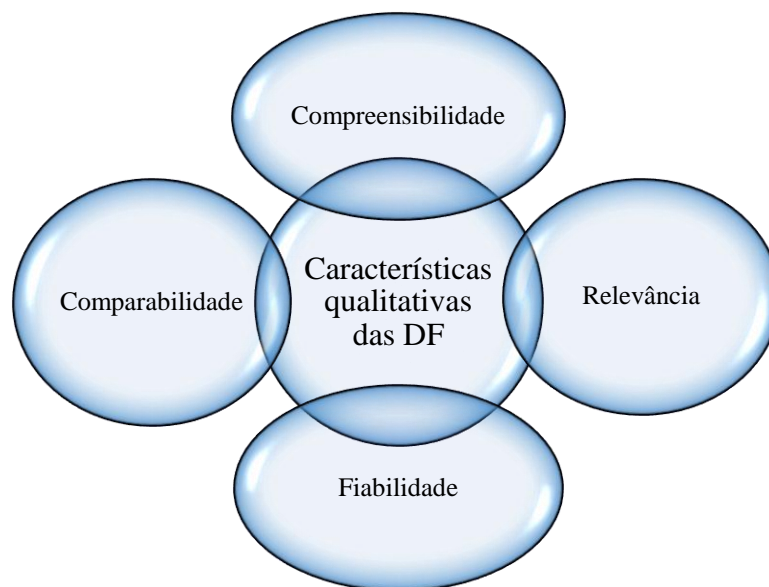 Compreensibilidade
Comparabilidade
Características
qualitativas
das DF
Relevância
Fiabilidade